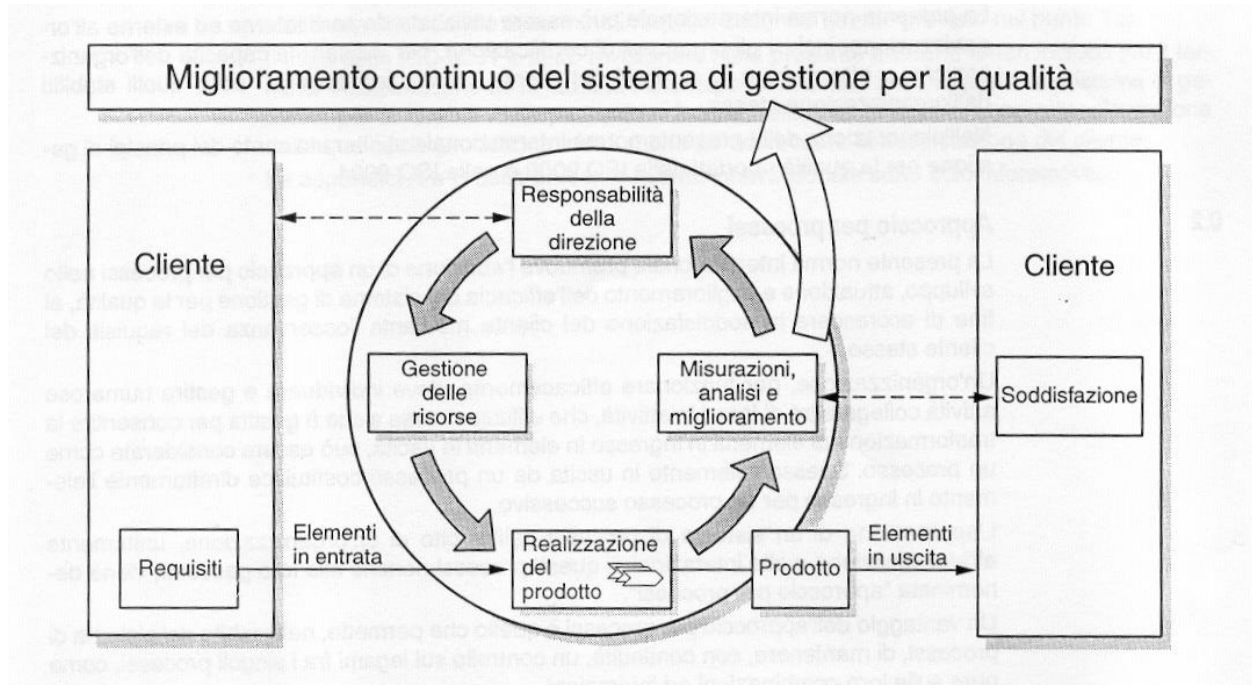 Miglioramento continuo del sistema di gestione per la qualità
Responsabilità
della
direzione
Cliente
Cliente
Gestione
delle
risorse
Misurazioni,
analisi e
miglioramento
Soddisfazione
Requisiti
Elementi
in entrata
Realizzazione
del
prodotto
Prodotto
Elementi
in uscita